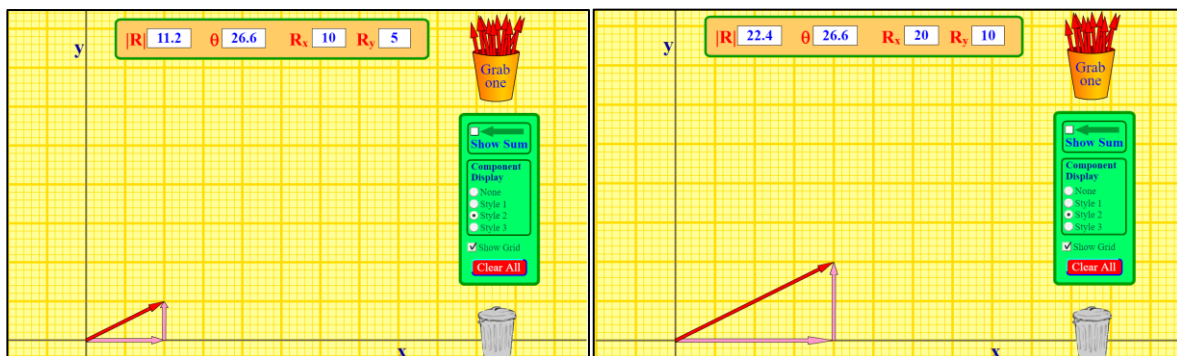 |R| 11.2 θ 26.6 Rx 10 Ry 5
y
Grab
one
Show Sum
Component
Display
None
Style 1
Style 2
Style 3
Show Grid
Clear All
x
|R| 22.4 θ 26.6 Rx 20 Ry 10
y
Grab
one
Show Sum
Component
Display
None
Style 1
Style 2
Style 3
Show Grid
Clear All
x